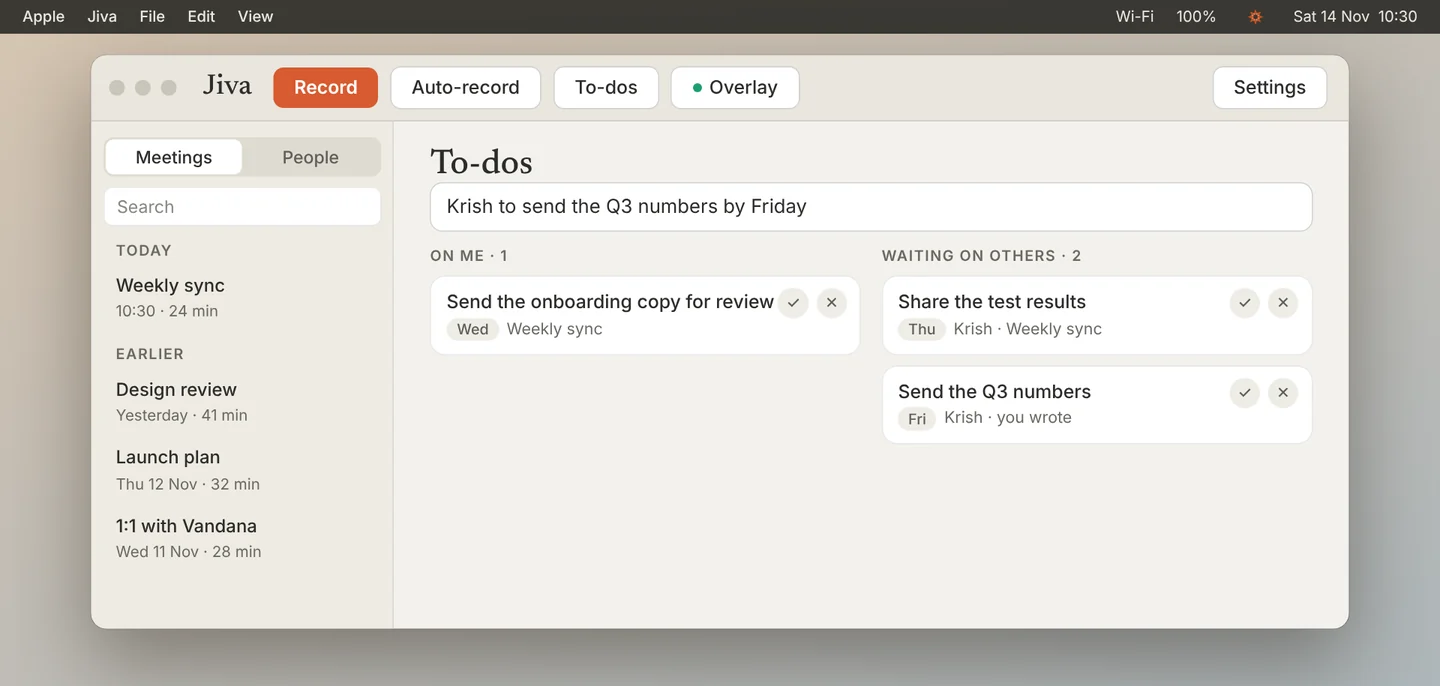 Apple Jiva File Edit View Wi-Fi 100% Sat 14 Nov 10:30
Jiva Record Auto-record To-dos Overlay Settings
Meetings People
Search
TODAY
Weekly sync
10:30 · 24 min
EARLIER
Design review
Yesterday · 41 min
Launch plan
Thu 12 Nov · 32 min
1:1 with Vandana
Wed 11 Nov · 28 min
To-dos
Krish to send the Q3 numbers by Friday
ON ME · 1
Send the onboarding copy for review
Wed Weekly sync
WAITING ON OTHERS · 2
Share the test results
Thu Krish · Weekly sync
Send the Q3 numbers
Fri Krish · you wrote